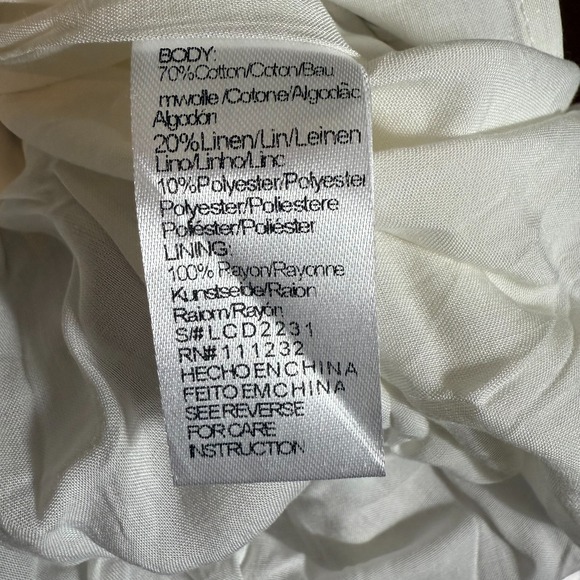 BODY:
70%Cotton/Coton/Bau
mwolle/Cotone/Algodão
Algodón
20%Linen/Lin/Leinen
Lino/Linho/Lino
10%Polyester/Polyester
Polyester/Poliestere
Poliester/Poliéster
LINING:
100% Rayon/Rayonne
Kunstseide/Raion
Raiom/Rayón
S/# LCD2231
RN# 111232
HECHO EN CHINA
FEITO EM CHINA
SEE REVERSE
FOR CARE
INSTRUCTION